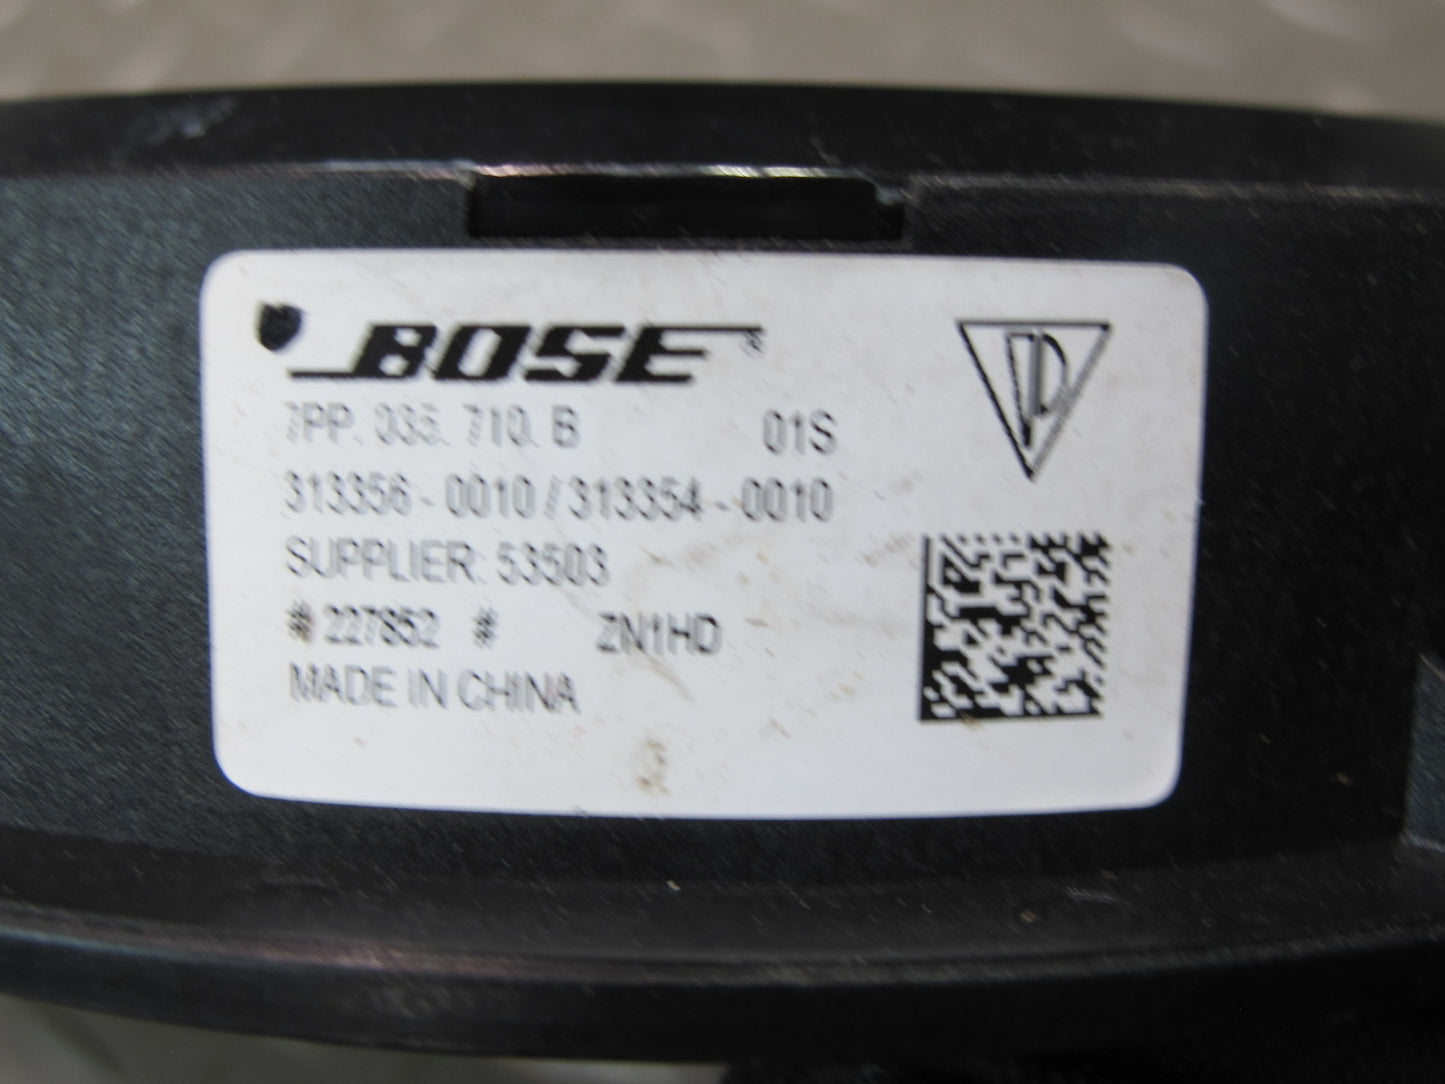 BOSE®
7PP. 035. 710. B 01S
313356-0010/313354-0010
SUPPLIER: 53503
# 227852 # ZN1HD
MADE IN CHINA